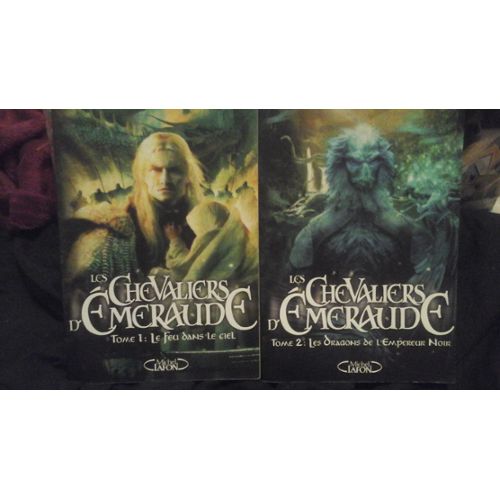 LES
CHEVALIERS
D'ÉMERAUDE
TOME 1 : LE FEU DANS LE CIEL
Michel
LAFON
LES
CHEVALIERS
D'ÉMERAUDE
TOME 2 : LES DRAGONS DE L'EMPEREUR NOIR
Michel
LAFON